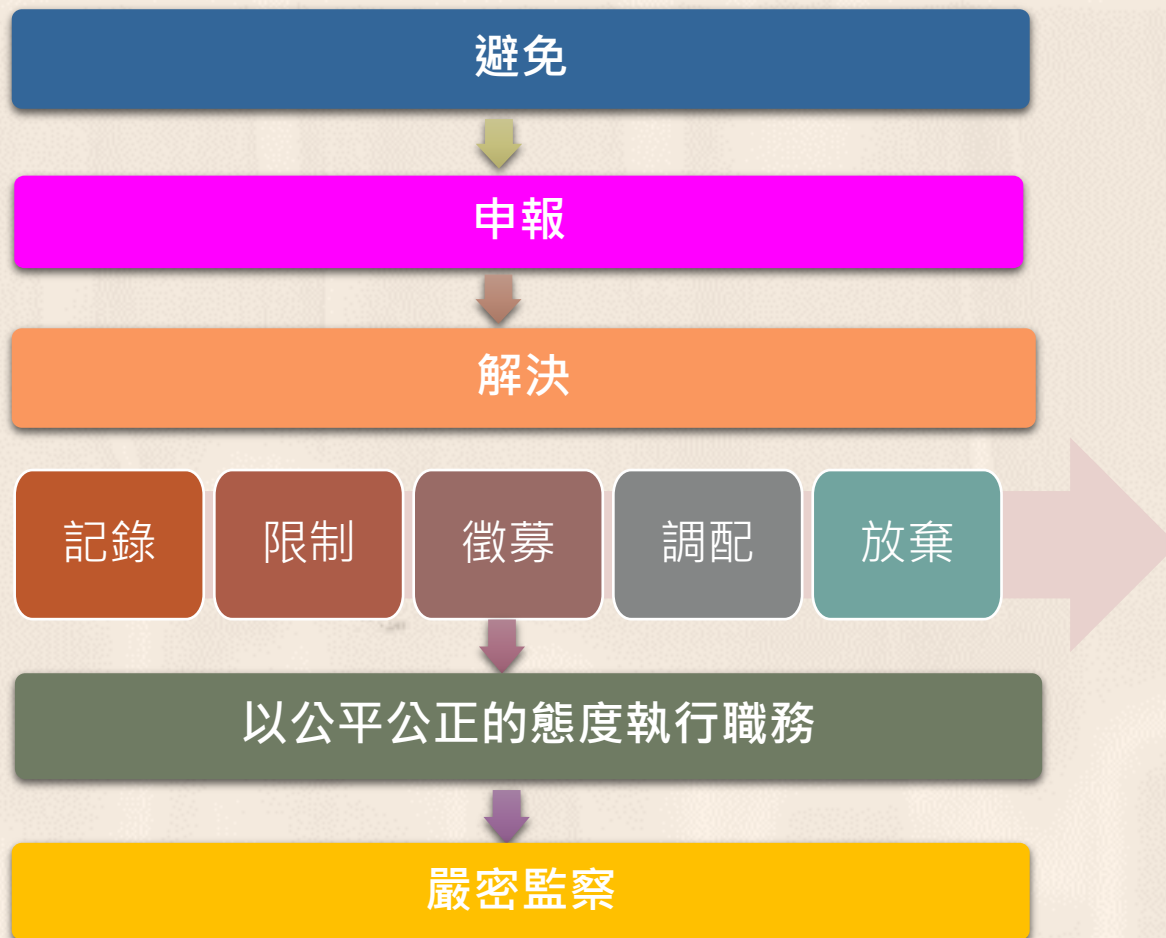 避免
申報
解決
記錄 限制 徵募 調配 放棄
以公平公正的態度執行職務
嚴密監察